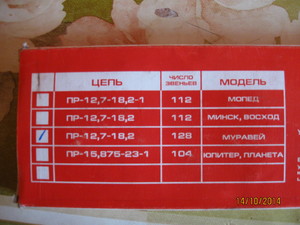 ЦЕПЬ ЧИСЛО ЗВЕНЬЕВ МОДЕЛЬ
ПР-12,7-18,2-1 112 МОПЕД
ПР-12,7-18,2 112 МИНСК, ВОСХОД
ПР-12,7-18,2 128 МУРАВЕЙ
ПР-15,875-23-1 104 ЮПИТЕР, ПЛАНЕТА
14/10/2014